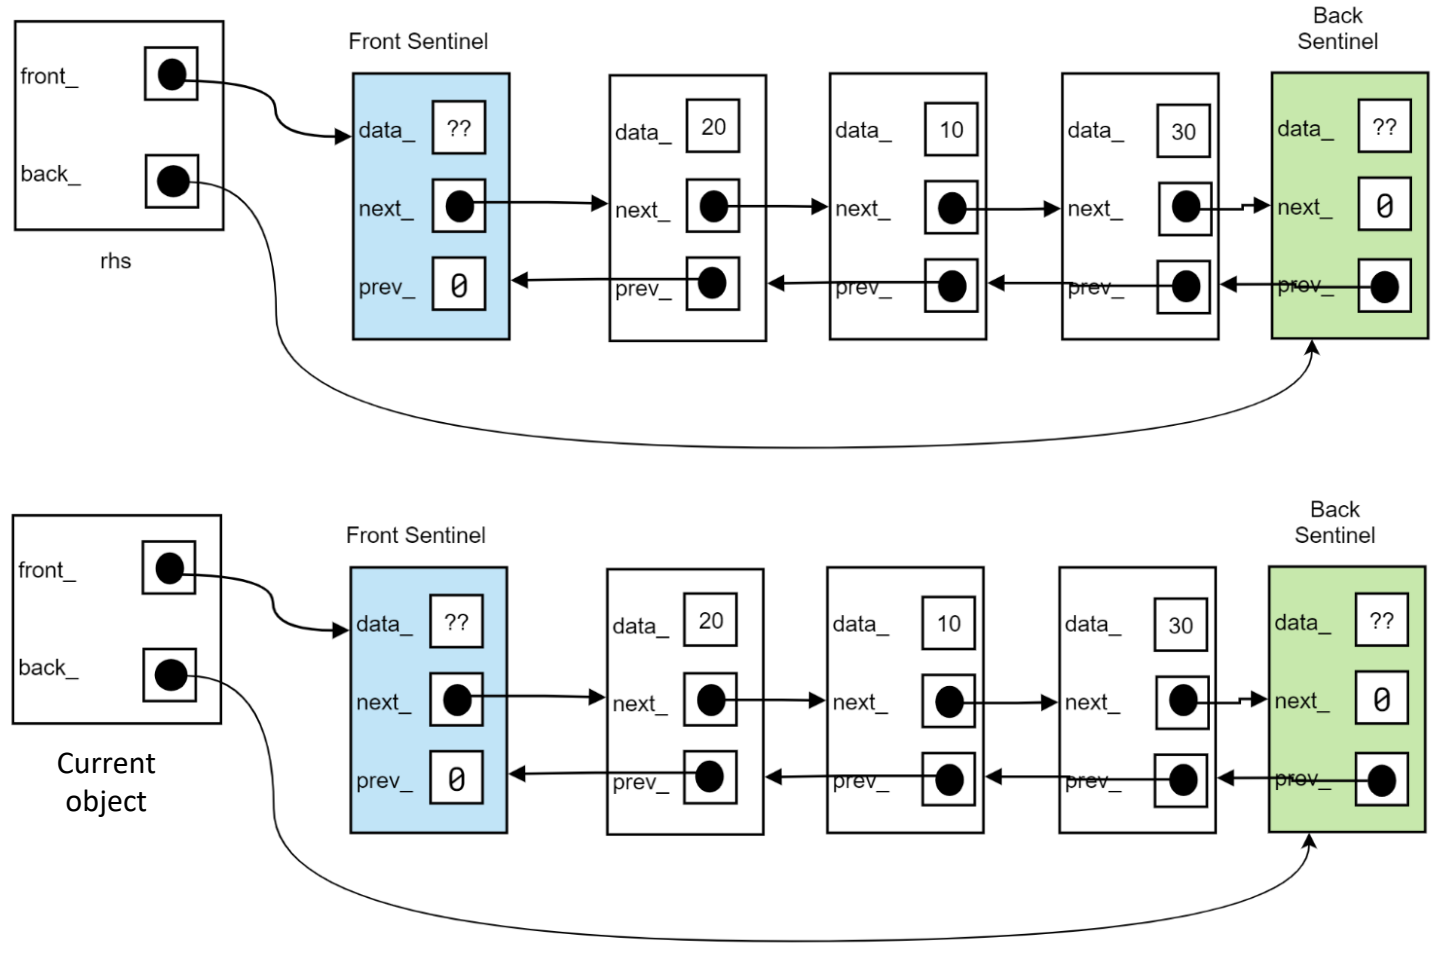 Back
Sentinel
Front Sentinel
front_
back_
rhs
data_ ??
next_
prev_ 0
data_ 20
next_
prev_
data_ 10
next_
prev_
data_ 30
next_
prev_
data_ ??
next_ 0
prev_
Back
Sentinel
Front Sentinel
front_
back_
Current
object
data_ ??
next_
prev_ 0
data_ 20
next_
prev_
data_ 10
next_
prev_
data_ 30
next_
prev_
data_ ??
next_ 0
prev_